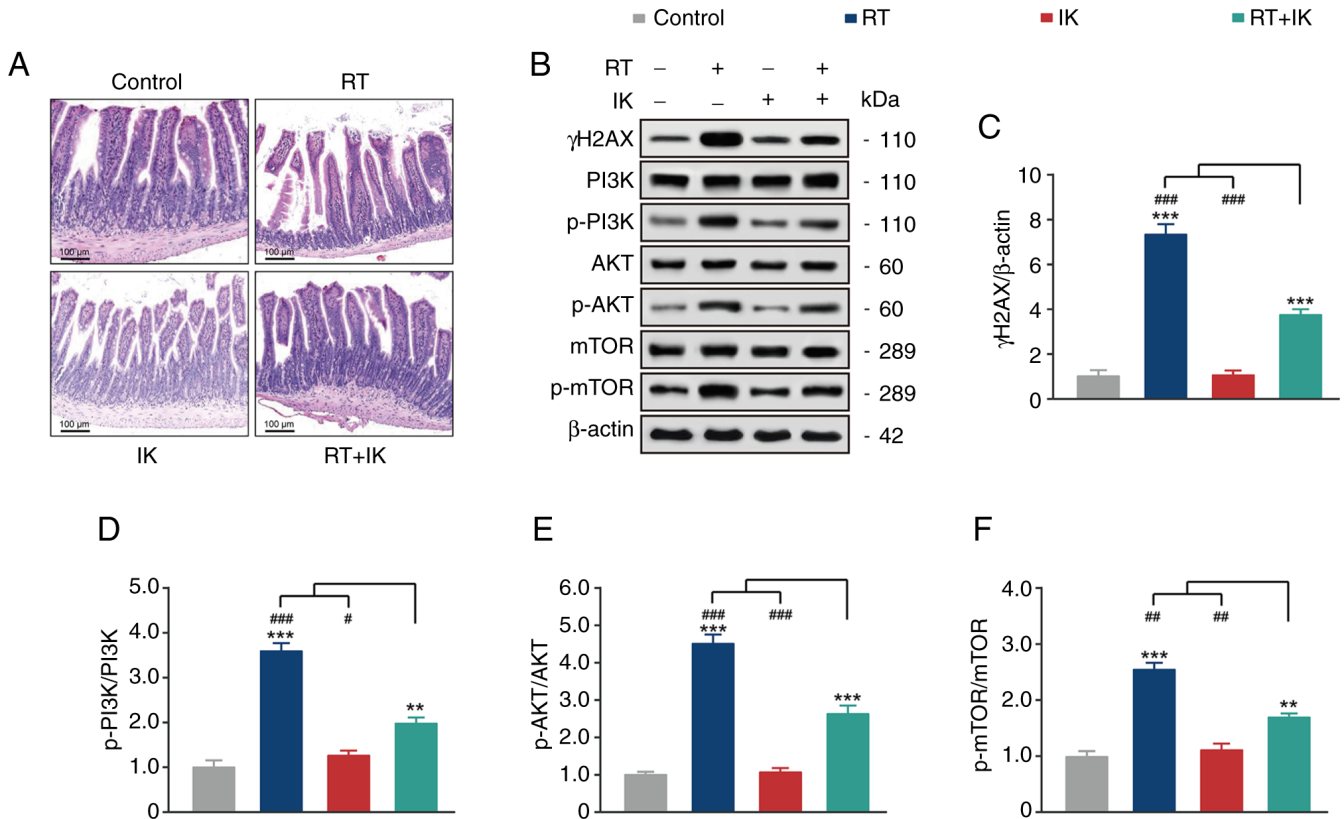 Control RT IK RT+IK
A
Control RT
100 µm 100 µm
100 µm 100 µm
IK RT+IK
B
RT – + – +
IK – – + + kDa
γH2AX - 110
PI3K - 110
p-PI3K - 110
AKT - 60
p-AKT - 60
mTOR - 289
p-mTOR - 289
β-actin - 42
C
γH2AX/β-actin
10
8
6
4
2
0
### ###
***
***
D
p-PI3K/PI3K
5.0
4.0
3.0
2.0
1.0
0
### #
***
**
E
p-AKT/AKT
6.0
5.0
4.0
3.0
2.0
1.0
0
### ###
***
***
F
p-mTOR/mTOR
4.0
3.0
2.0
1.0
0
## ##
***
**